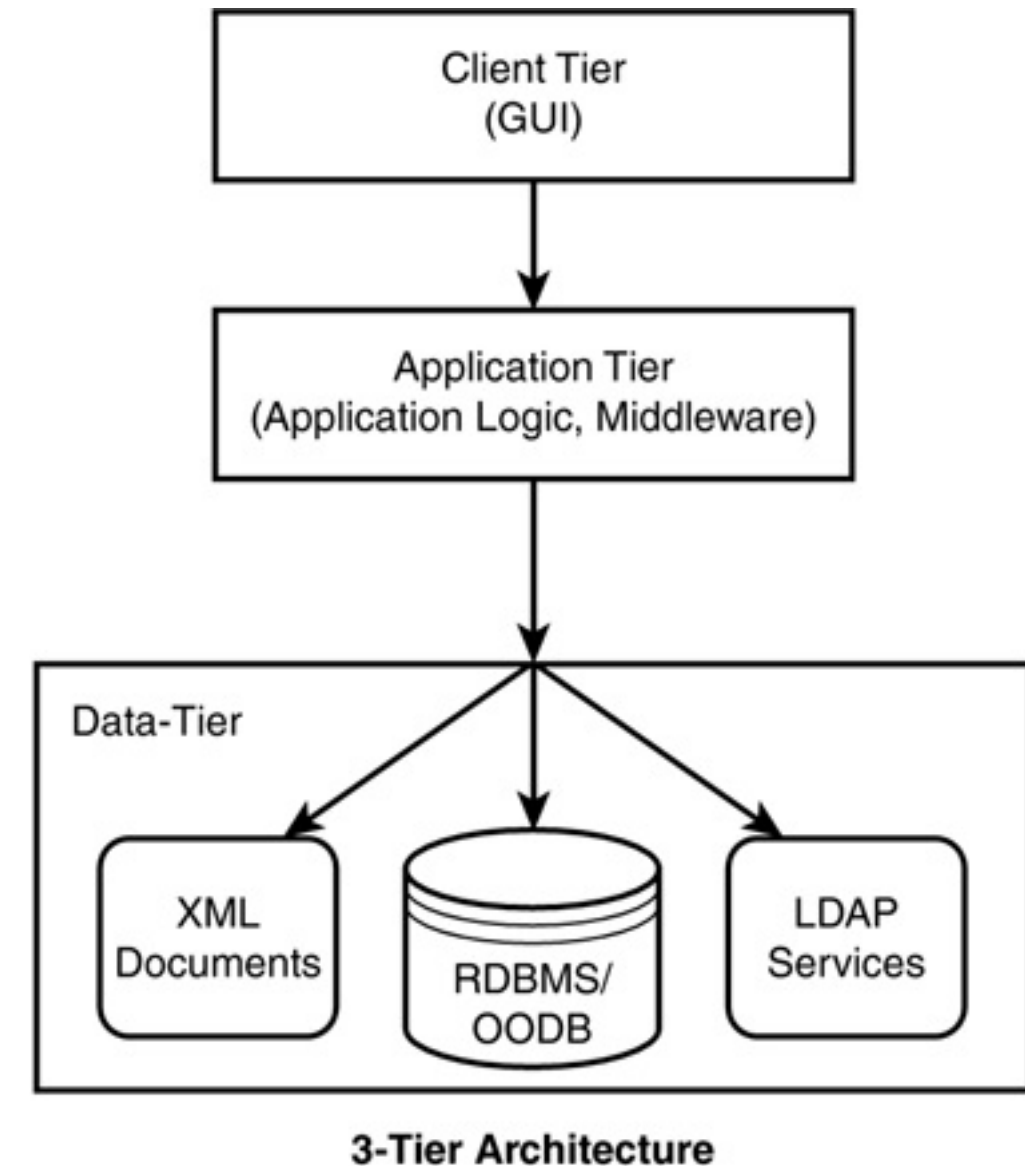 Client Tier
(GUI)
Application Tier
(Application Logic, Middleware)
Data-Tier
XML
Documents
RDBMS/
OODB
LDAP
Services
3-Tier Architecture